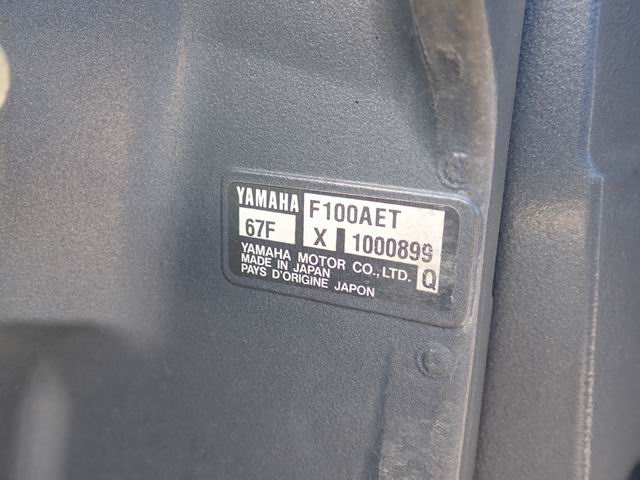 YAMAHA F100AET
67F X 1000899
YAMAHA MOTOR CO.,LTD.
MADE IN JAPAN Q
PAYS D'ORIGINE JAPON